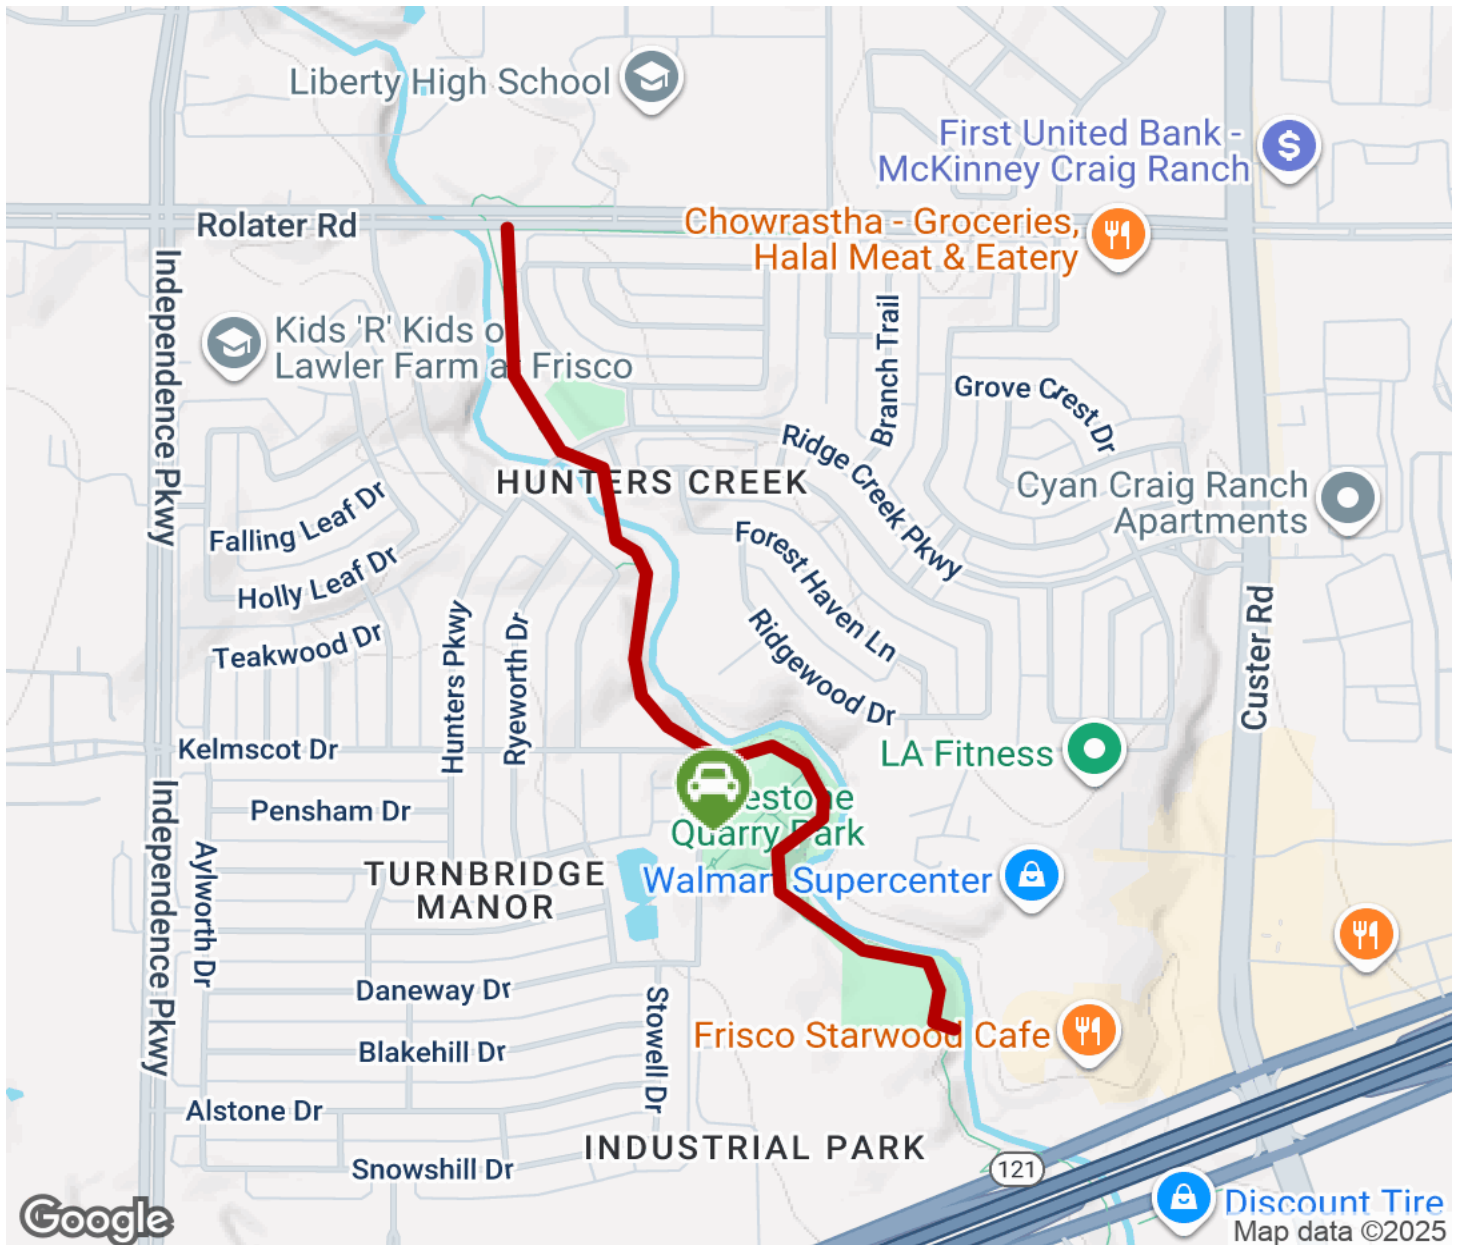 Liberty High School
First United Bank -
McKinney Craig Ranch
Rolater Rd
Chowrastha - Groceries,
Halal Meat & Eatery
Independence Pkwy
Kids 'R' Kids o
Lawler Farm a Frisco
Branch Trail
Grove Crest Dr
Ridge Creek Pkwy
HUNTERS CREEK
Cyan Craig Ranch
Apartments
Falling Leaf Dr
Forest Haven Ln
Holly Leaf Dr
Teakwood Dr
Hunters Pkwy
Ryeworth Dr
Ridgewood Dr
Custer Rd
Kelmscot Dr
LA Fitness
Independence Pkwy
Pensham Dr
estone
Quarry Park
Aylworth Dr
TURNBRIDGE
MANOR
Walmart Supercenter
Daneway Dr
Stowell Dr
Frisco Starwood Cafe
Blakehill Dr
Independence Pkwy
Alstone Dr
INDUSTRIAL PARK
Snowshill Dr
121
Discount Tire
Google
Map data ©2025